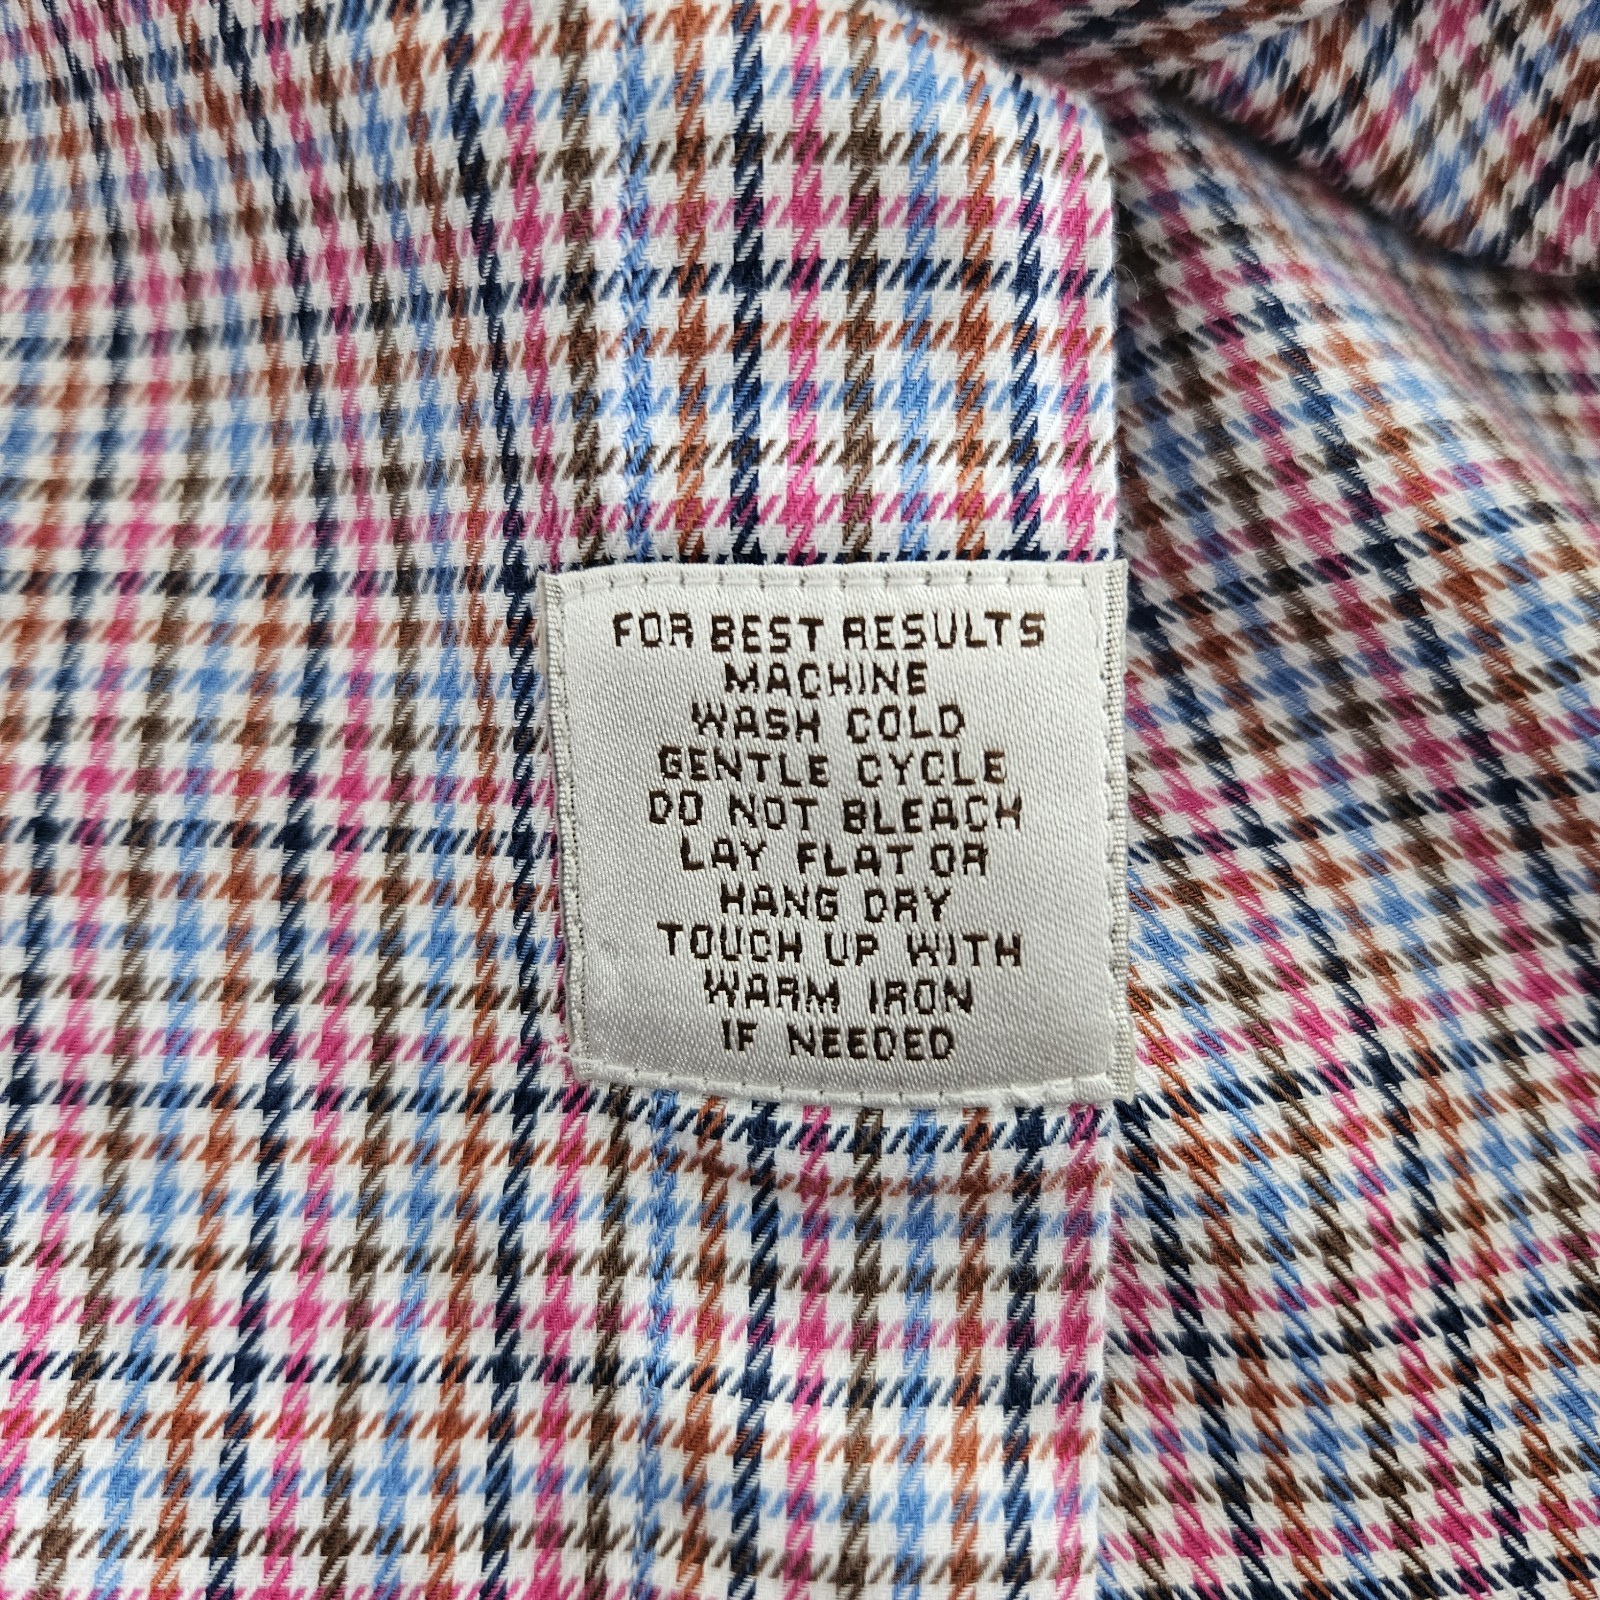 FOR BEST RESULTS
MACHINE
WASH COLD
GENTLE CYCLE
DO NOT BLEACH
LAY FLAT OR
HANG DRY
TOUCH UP WITH
WARM IRON
IF NEEDED